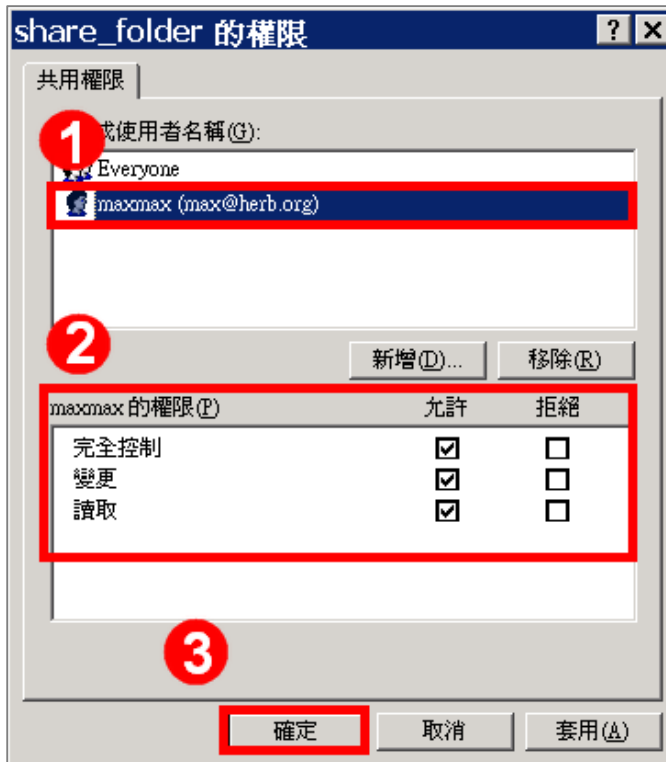 share_folder 的權限
共用權限
1
或使用者名稱(G):
Everyone
maxmax (max@herb.org)
2
新增(D)... 移除(R)
maxmax 的權限(P) 允許 拒絕
完全控制
變更
讀取
3
確定 取消 套用(A)